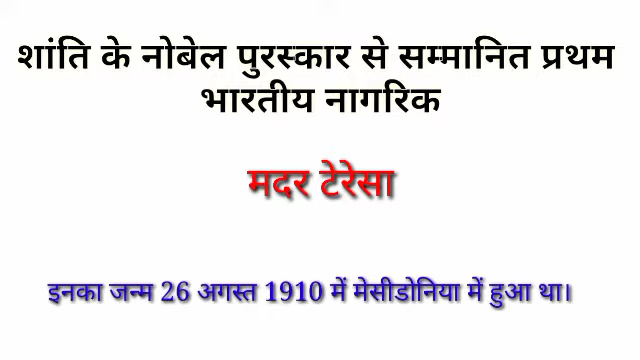 शांति के नोबेल पुरस्कार से सम्मानित प्रथम
भारतीय नागरिक
मदर टेरेसा
इनका जन्म 26 अगस्त 1910 में मेसीडोनिया में हुआ था।